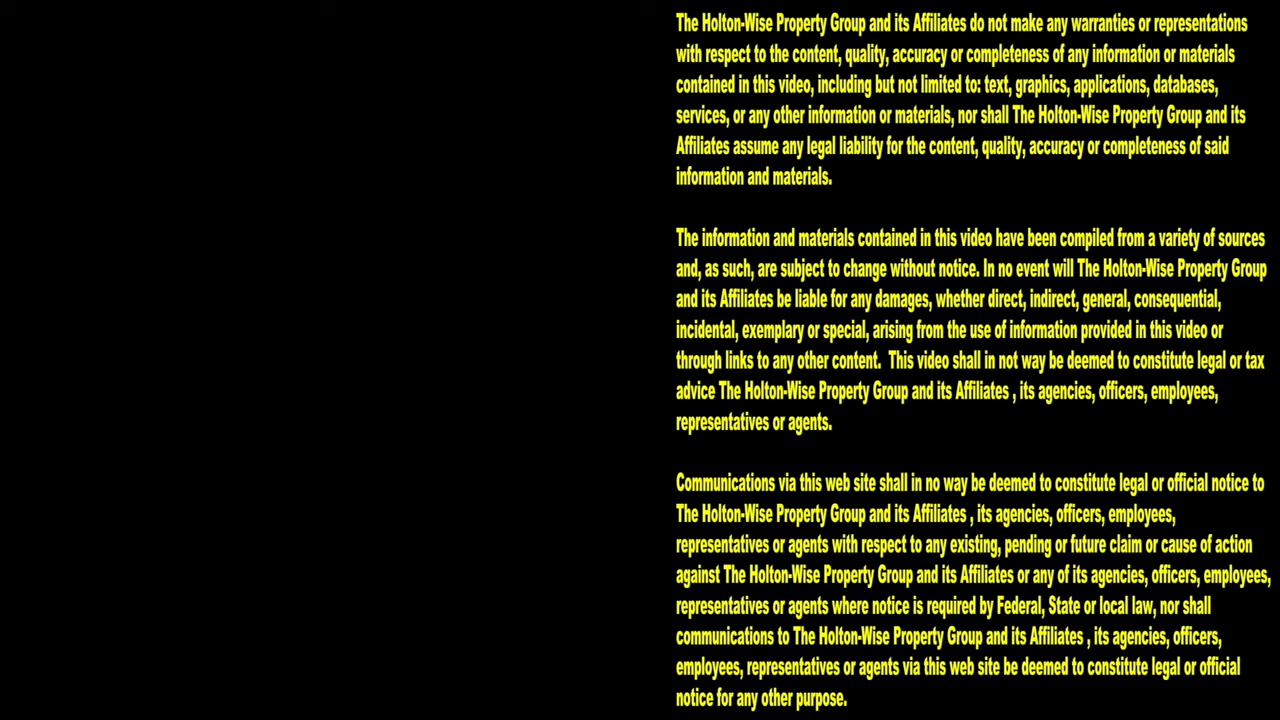 The Holton-Wise Property Group and its Affiliates do not make any warranties or representations
with respect to the content, quality, accuracy or completeness of any information or materials
contained in this video, including but not limited to: text, graphics, applications, databases,
services, or any other information or materials, nor shall The Holton-Wise Property Group and its
Affiliates assume any legal liability for the content, quality, accuracy or completeness of said
information and materials.
The information and materials contained in this video have been compiled from a variety of sources
and, as such, are subject to change without notice. In no event will The Holton-Wise Property Group
and its Affiliates be liable for any damages, whether direct, indirect, general, consequential,
incidental, exemplary or special, arising from the use of information provided in this video or
through links to any other content.  This video shall in not way be deemed to constitute legal or tax
advice The Holton-Wise Property Group and its Affiliates , its agencies, officers, employees,
representatives or agents.
Communications via this web site shall in no way be deemed to constitute legal or official notice to
The Holton-Wise Property Group and its Affiliates , its agencies, officers, employees,
representatives or agents with respect to any existing, pending or future claim or cause of action
against The Holton-Wise Property Group and its Affiliates or any of its agencies, officers, employees,
representatives or agents where notice is required by Federal, State or local law, nor shall
communications to The Holton-Wise Property Group and its Affiliates , its agencies, officers,
employees, representatives or agents via this web site be deemed to constitute legal or official
notice for any other purpose.